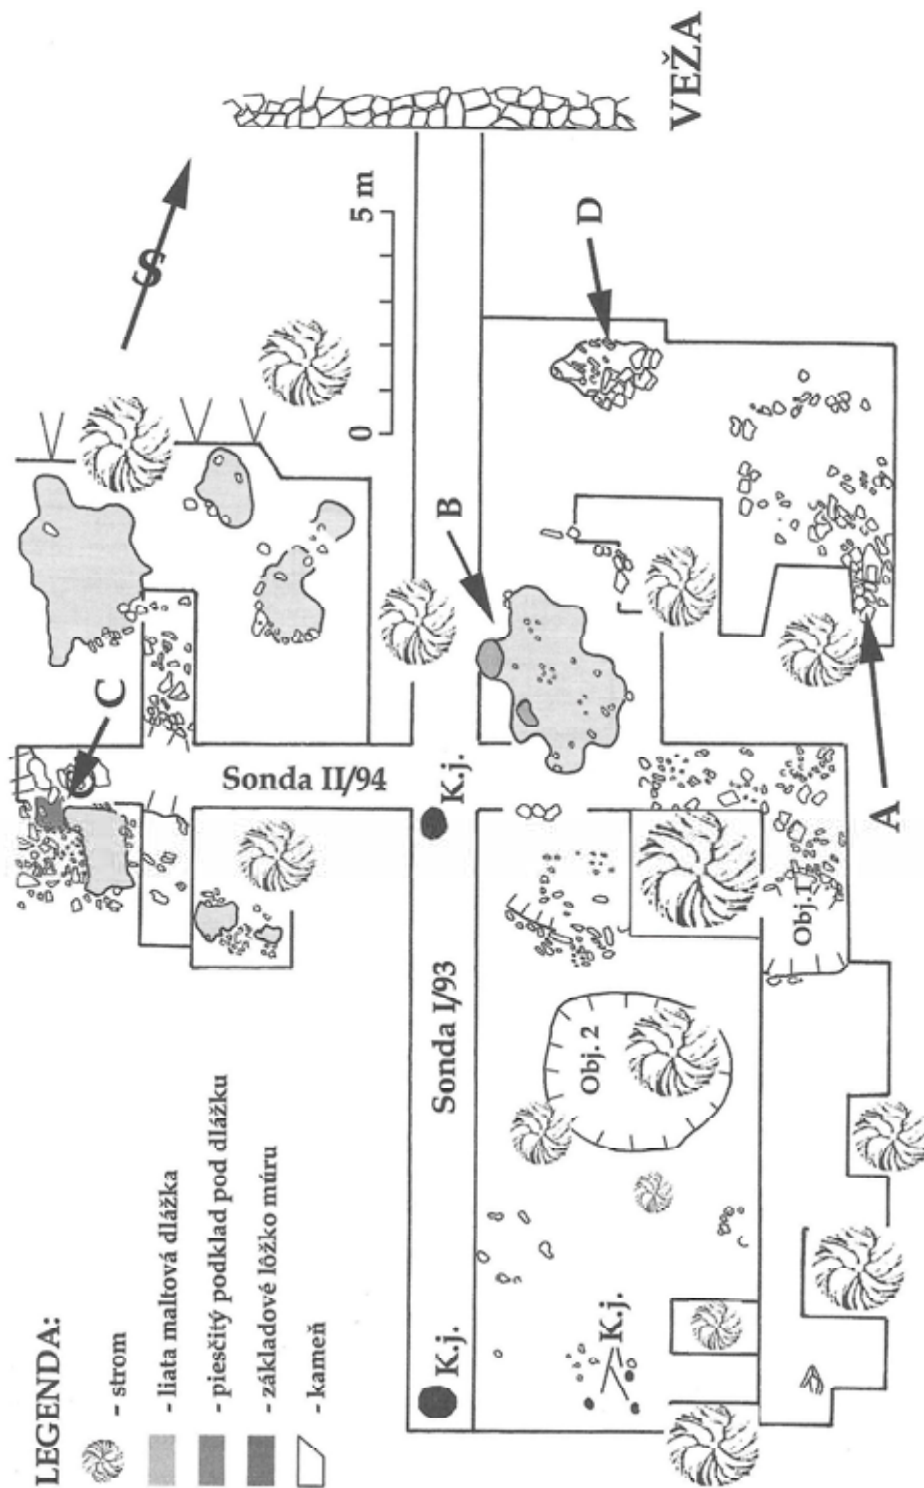 LEGENDA:
- strom
- liata maltová dlážka
- piesčitý podklad pod dlážku
- základové lôžko múru
- kameň
S
0 5 m
VEŽA
C
Sonda II/94
B
D
K.j.
Sonda I/93
K.j.
Obj. 2
K.j.
Obj.1
A